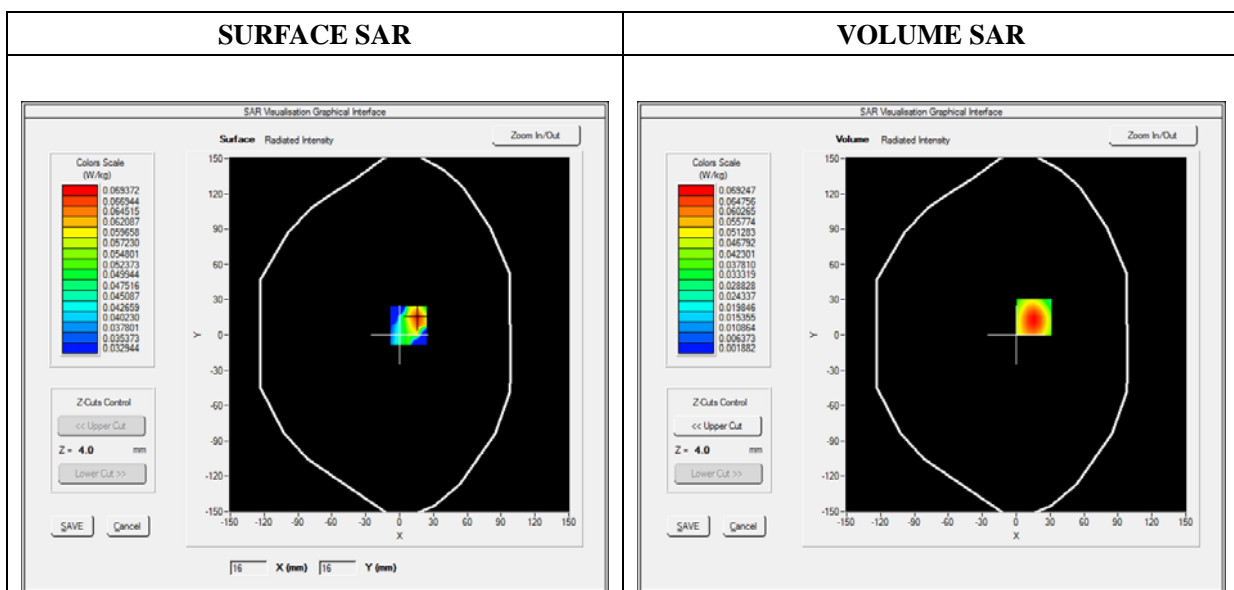 SURFACE SAR
VOLUME SAR
SAR Visualisation Graphical Interface
Surface Radiated Intensity
Zoom In/Out
Colors Scale
(W/kg)
0.069372
0.066944
0.064515
0.062087
0.059658
0.057230
0.054801
0.052373
0.049944
0.047516
0.045087
0.042659
0.040230
0.037801
0.035373
0.032944
Z-Cuts Control
<< Upper Cut
Z = 4.0 mm
Lower Cut >>
SAVE Cancel
150
120
90
60
30
0
-30
-60
-90
-120
-150
Y
-150 -120 -90 -60 -30 0 30 60 90 120 150
X
16 X (mm) 16 Y (mm)
SAR Visualisation Graphical Interface
Volume Radiated Intensity
Zoom In/Out
Colors Scale
(W/kg)
0.069247
0.064756
0.060265
0.055774
0.051283
0.046792
0.042301
0.037810
0.033319
0.028828
0.024337
0.019846
0.015355
0.010864
0.006373
0.001882
Z-Cuts Control
<< Upper Cut
Z = 4.0 mm
Lower Cut >>
SAVE Cancel
150
120
90
60
30
0
-30
-60
-90
-120
-150
Y
-150 -120 -90 -60 -30 0 30 60 90 120 150
X